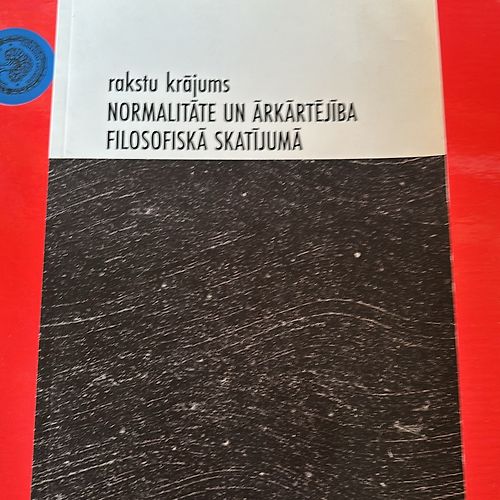 rakstu krājums
NORMALITĀTE UN ĀRKĀRTĒJĪBA
FILOSOFISKĀ SKATĪJUMĀ